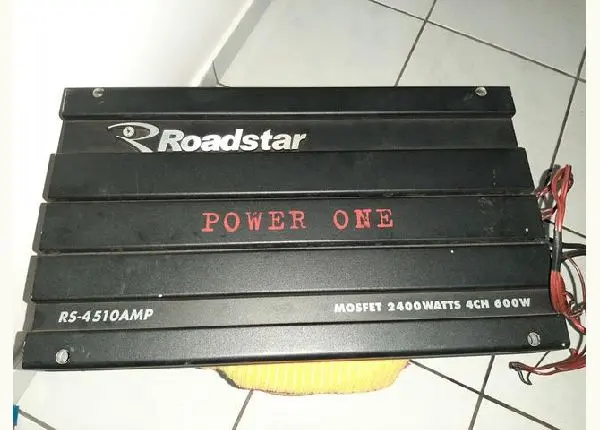 Roadstar
POWER ONE
RS-4510AMP
MOSFET 2400WATTS 4CH 600W